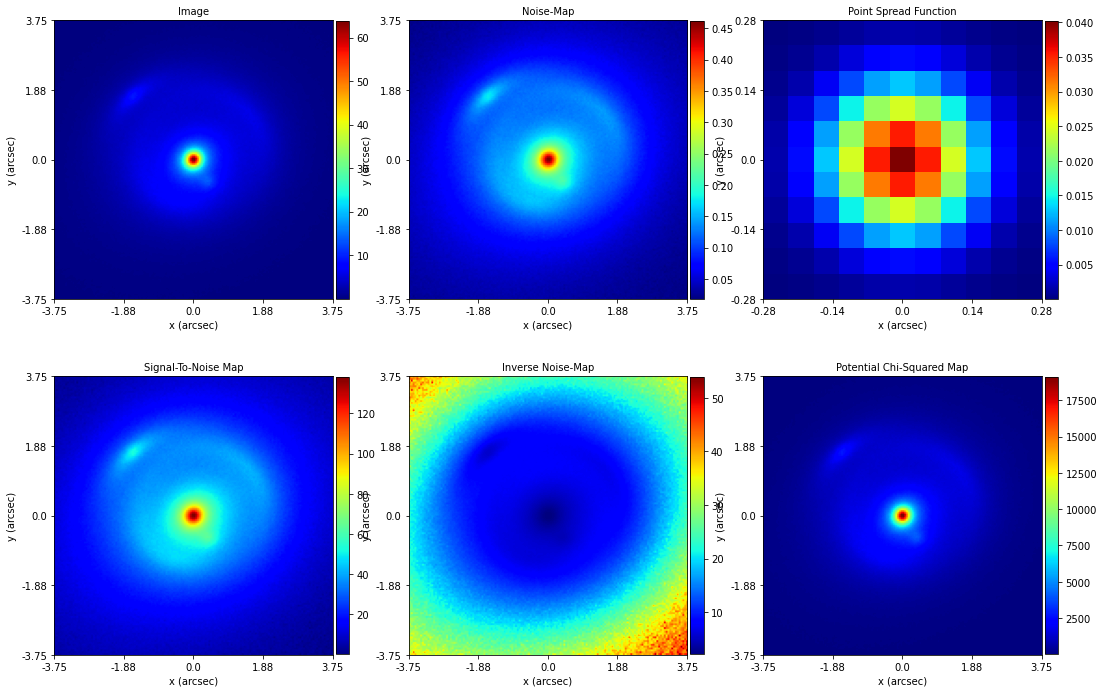 Image
3.75
1.88
0.0
-1.88
-3.75
y (arcsec)
-3.75 -1.88 0.0 1.88 3.75
x (arcsec)
60
50
40
30
20
10
Noise-Map
3.75
1.88
0.0
-1.88
-3.75
y (arcsec)
-3.75 -1.88 0.0 1.88 3.75
x (arcsec)
0.45
0.40
0.35
0.30
0.25
0.20
0.15
0.10
0.05
Point Spread Function
0.28
0.14
0.0
-0.14
-0.28
y (arcsec)
-0.28 -0.14 0.0 0.14 0.28
x (arcsec)
0.040
0.035
0.030
0.025
0.020
0.015
0.010
0.005
Signal-To-Noise Map
3.75
1.88
0.0
-1.88
-3.75
y (arcsec)
-3.75 -1.88 0.0 1.88 3.75
x (arcsec)
120
100
80
60
40
20
Inverse Noise-Map
3.75
1.88
0.0
-1.88
-3.75
y (arcsec)
-3.75 -1.88 0.0 1.88 3.75
x (arcsec)
50
40
30
20
10
Potential Chi-Squared Map
3.75
1.88
0.0
-1.88
-3.75
y (arcsec)
-3.75 -1.88 0.0 1.88 3.75
x (arcsec)
17500
15000
12500
10000
7500
5000
2500